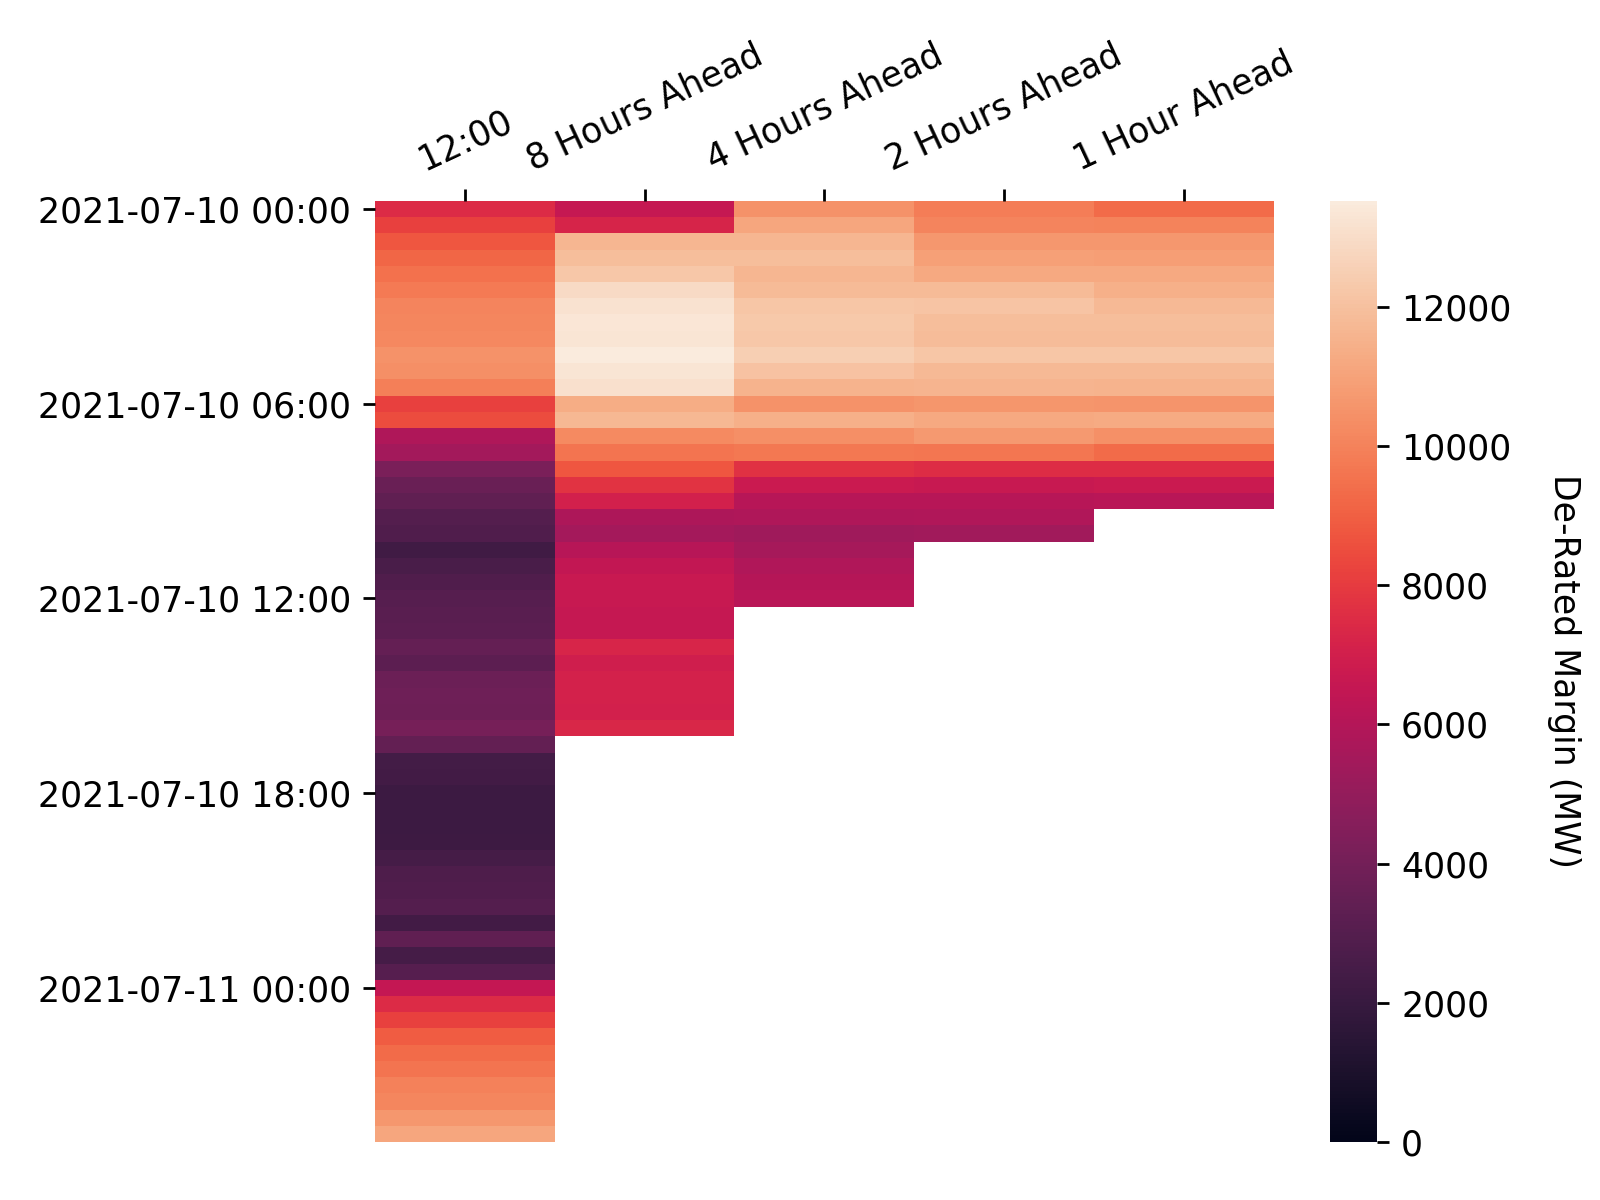 12:00
8 Hours Ahead
4 Hours Ahead
2 Hours Ahead
1 Hour Ahead
2021-07-10 00:00
2021-07-10 06:00
2021-07-10 12:00
2021-07-10 18:00
2021-07-11 00:00
12000
10000
8000
6000
4000
2000
0
De-Rated Margin (MW)